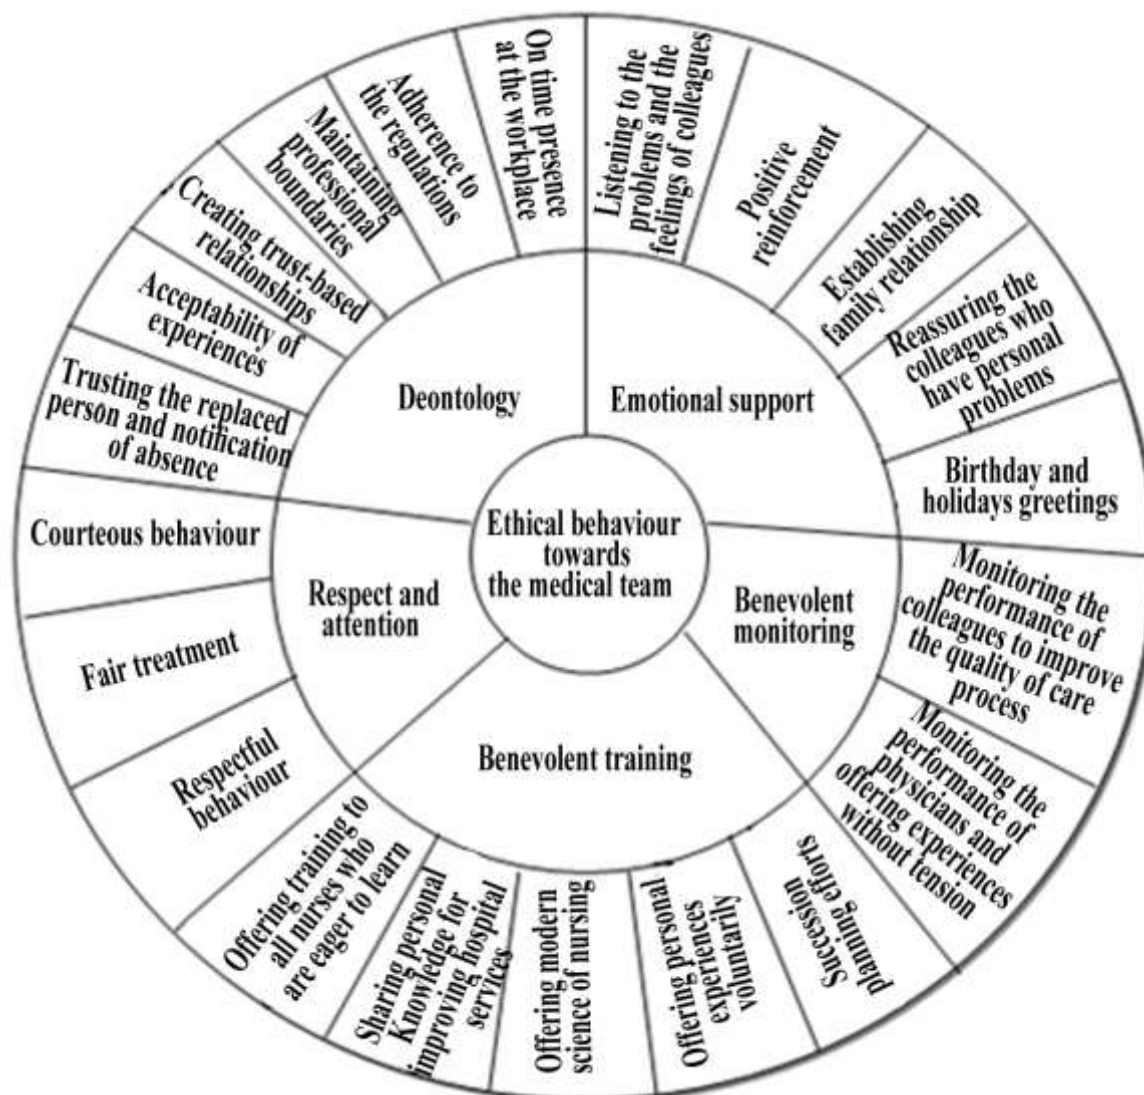 Ethical behaviour
towards
the medical team
Emotional support
Listening to the
problems and the
feelings of colleagues
Positive
reinforcement
Establishing
family relationship
Reassuring the
colleagues who
have personal
problems
Birthday and
holidays greetings
Benevolent
monitoring
Monitoring the
performance of
colleagues to improve
the quality of care
process
Monitoring the
performance of
physicians and
offering experiences
without tension
Benevolent training
Succession
planning efforts
Offering personal
experiences
voluntarily
Offering modern
science of nursing
Sharing personal
Knowledge for
improving hospital
services
Offering training to
all nurses who
are eager to learn
Respect and
attention
Respectful
behaviour
Fair treatment
Courteous behaviour
Deontology
Trusting the replaced
person and notification
of absence
Acceptability of
experiences
Creating trust-based
relationships
Maintaining
professional
boundaries
Adherence to
the regulations
On time presence
at the workplace